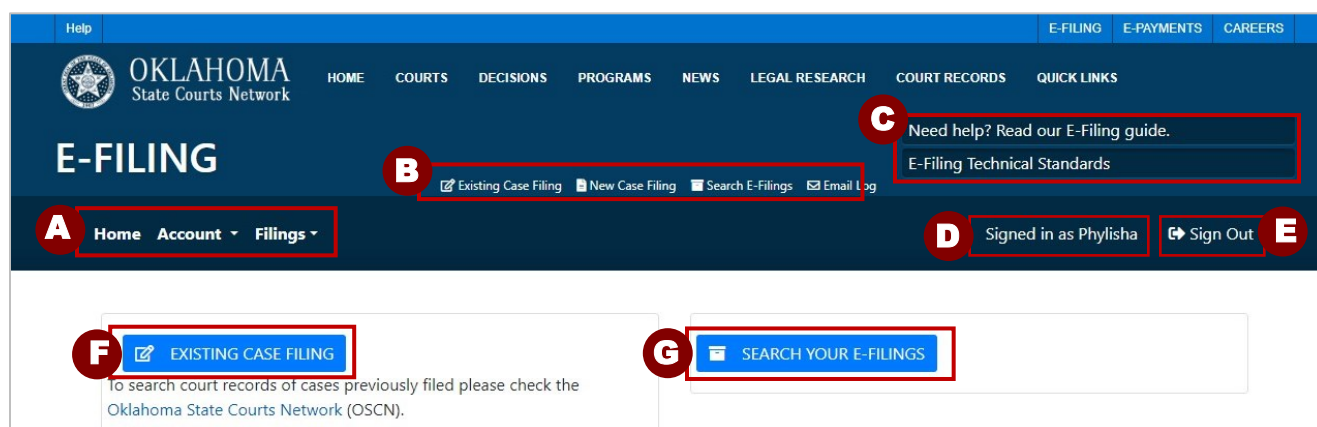 Help E-FILING E-PAYMENTS CAREERS
OKLAHOMA
State Courts Network
HOME COURTS DECISIONS PROGRAMS NEWS LEGAL RESEARCH COURT RECORDS QUICK LINKS
C
Need help? Read our E-Filing guide.
E-Filing Technical Standards
E-FILING
B
Existing Case Filing New Case Filing Search E-Filings Email Log
A
Home Account Filings
D
Signed in as Phylisha
Sign Out
E
F
EXISTING CASE FILING
To search court records of cases previously filed please check the
Oklahoma State Courts Network (OSCN).
G
SEARCH YOUR E-FILINGS